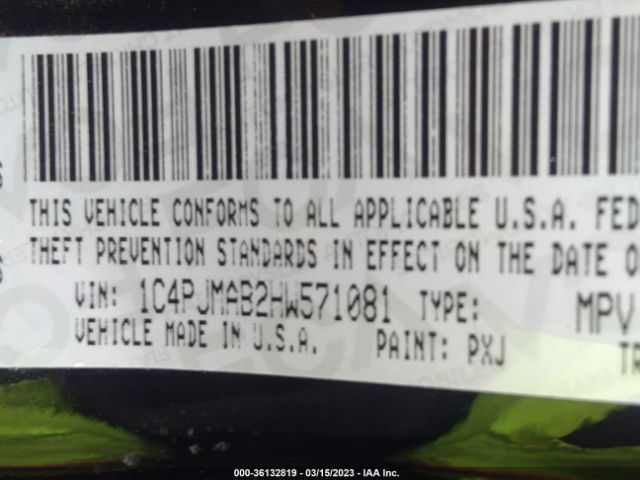 THIS VEHICLE CONFORMS TO ALL APPLICABLE U.S.A. FED
THEFT PREVENTION STANDARDS IN EFFECT ON THE DATE O
VIN: 1C4PJMAB2HW571081 TYPE: MPV
VEHICLE MADE IN U.S.A. PAINT: PXJ TR
000-36132819 - 03/15/2023 - IAA Inc.